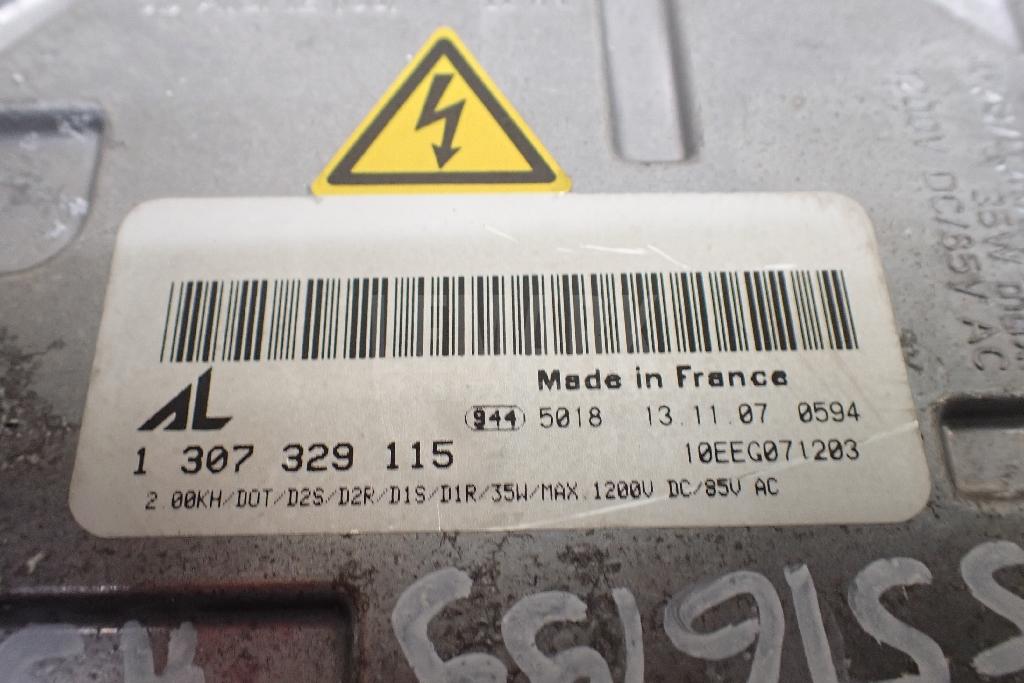 Made in France
AL
944 5018 13.11.07 0594
1 307 329 115
10EEG071203
2.00KH/DOT/D2S/D2R/D1S/D1R/35W/MAX.1200V DC/85V AC
35W
DC/85V AC